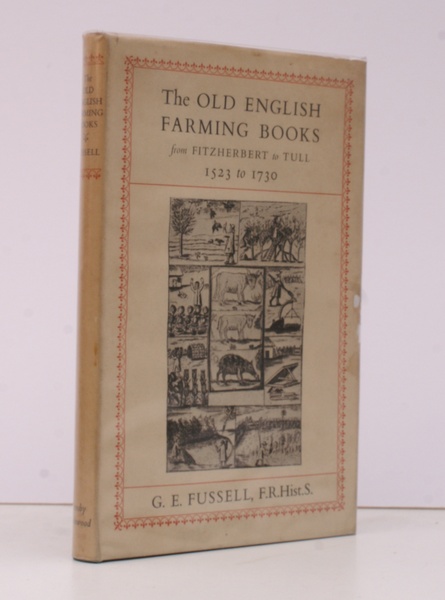 The OLD ENGLISH
FARMING BOOKS
from FITZHERBERT to TULL
1523 to 1730
G. E. FUSSELL, F.R.Hist.S.
The
OLD
ENGLISH
FARMING
BOOKS
FUSSELL